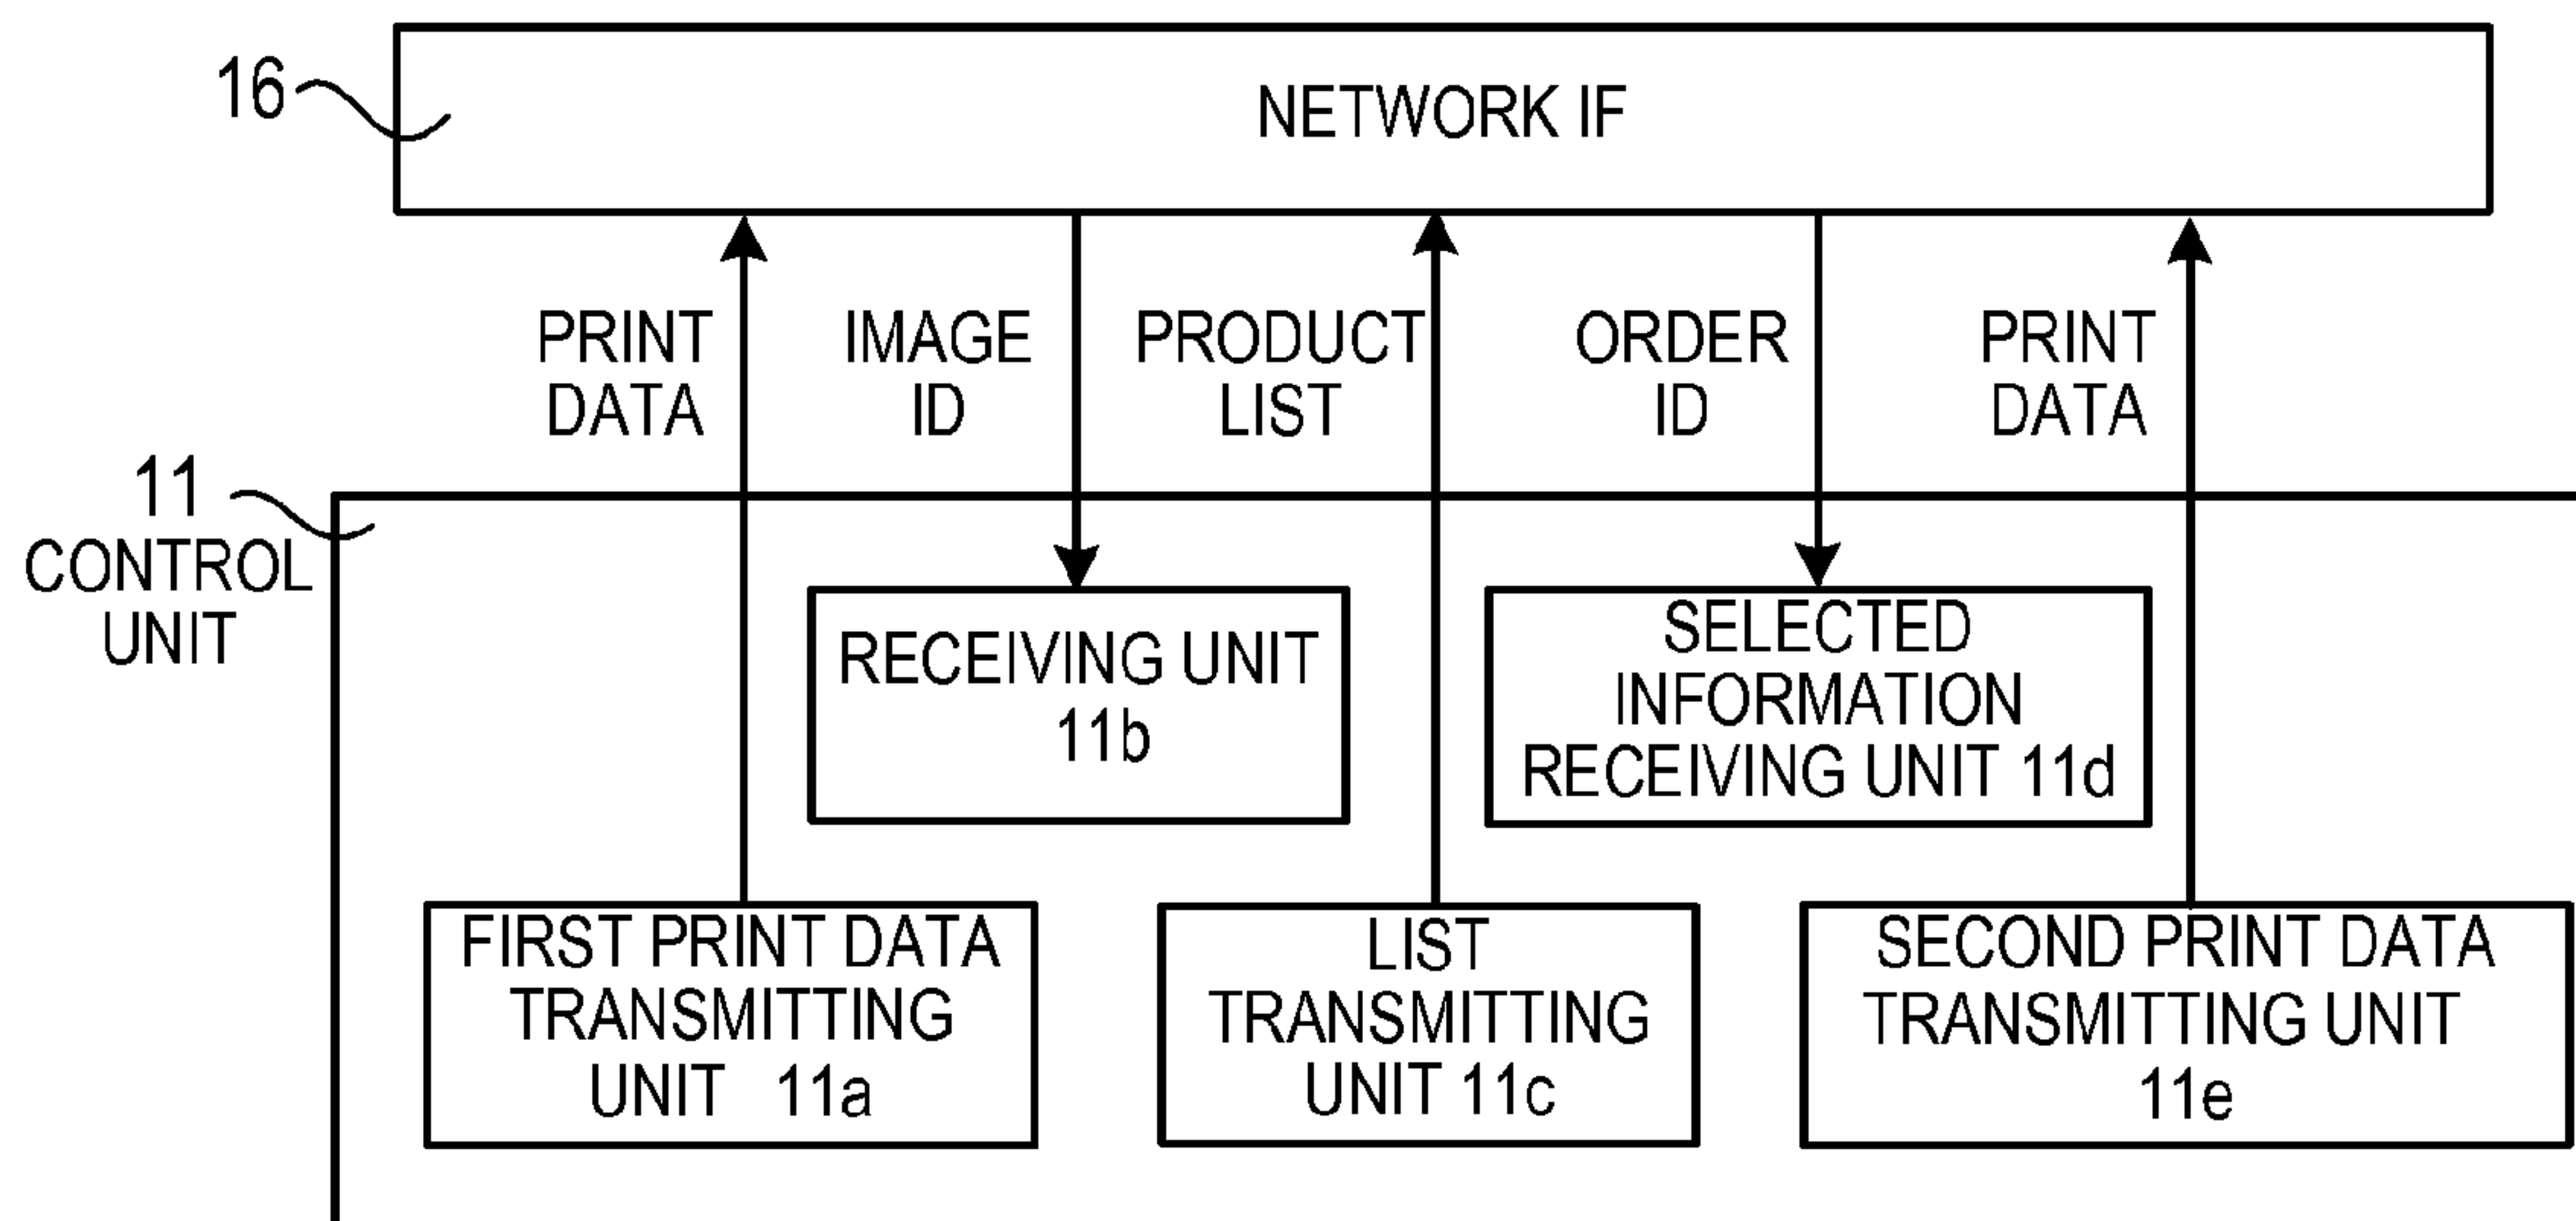 16
NETWORK IF
PRINT
DATA
IMAGE
ID
PRODUCT
LIST
ORDER
ID
PRINT
DATA
11
CONTROL
UNIT
RECEIVING UNIT
11b
SELECTED
INFORMATION
RECEIVING UNIT 11d
FIRST PRINT DATA
TRANSMITTING
UNIT 11a
LIST
TRANSMITTING
UNIT 11c
SECOND PRINT DATA
TRANSMITTING UNIT
11e